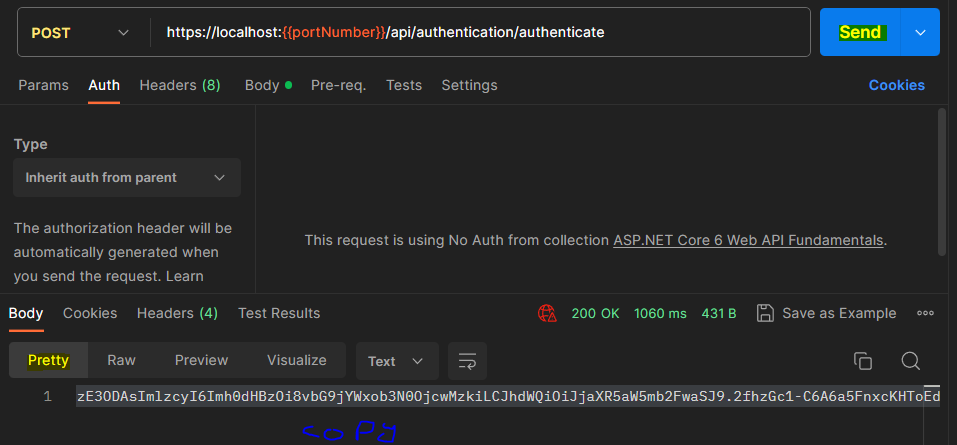 POST
https://localhost:{{portNumber}}/api/authentication/authenticate
Send
Params Auth Headers (8) Body Pre-req. Tests Settings Cookies
Type
Inherit auth from parent
The authorization header will be
automatically generated when
you send the request. Learn
This request is using No Auth from collection ASP.NET Core 6 Web API Fundamentals.
Body Cookies Headers (4) Test Results 200 OK 1060 ms 431 B Save as Example
Pretty Raw Preview Visualize Text
1 zE3ODAsImlzcyI6Imh0dHBzOi8vbG9jYWxob3N0OjcwMzkiLCJhdWQiOiJjaXR5aW5mb2FwaSJ9.2fhzGc1-C6A6a5FnxcKHToEd
copy